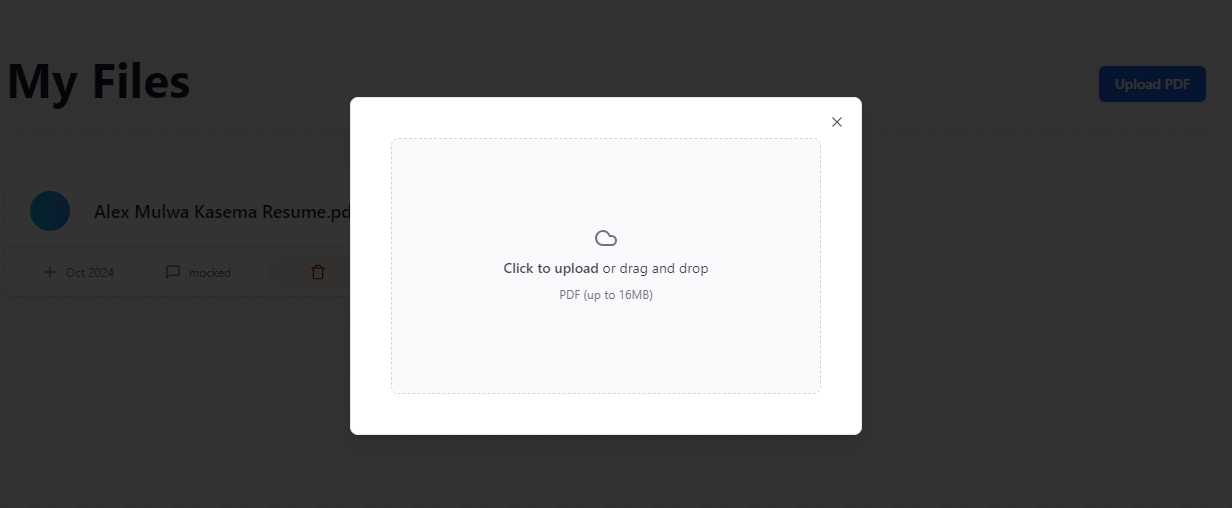 My Files
Upload PDF
Alex Mulwa Kasema Resume.pd
Oct 2024
mocked
Click to upload or drag and drop
PDF (up to 16MB)